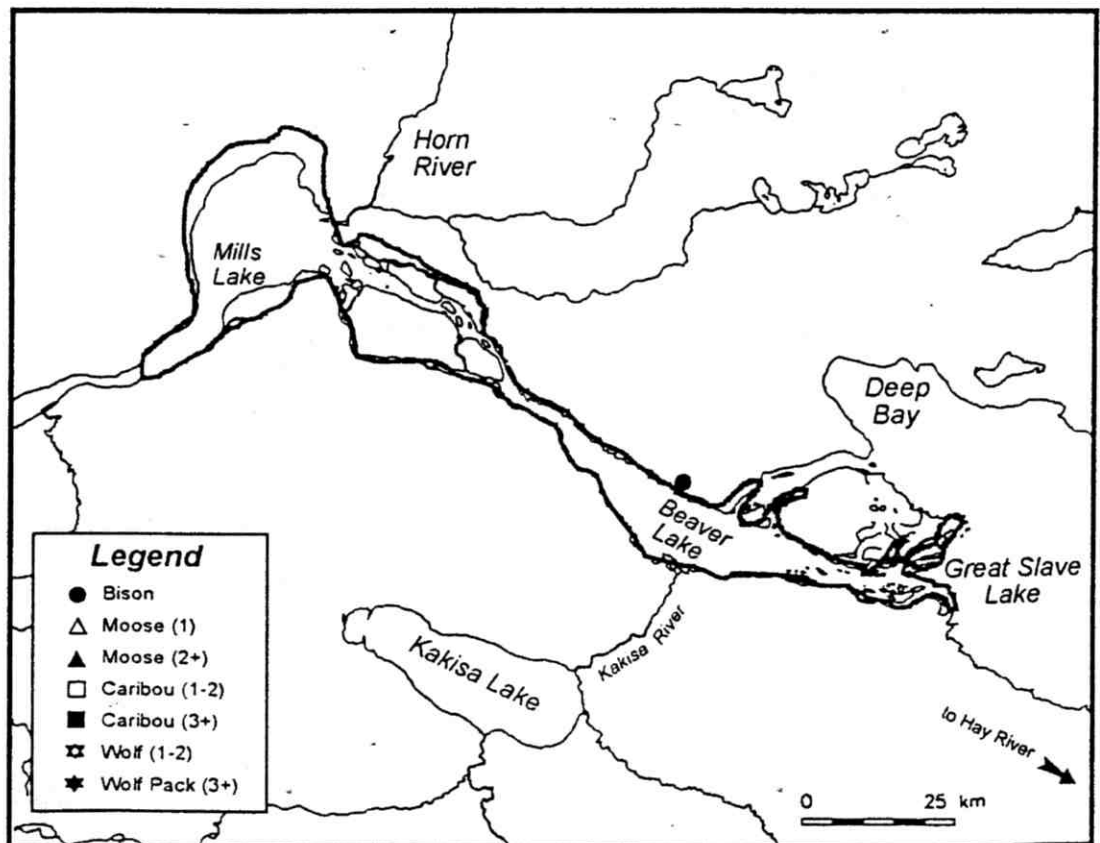 Horn
River
Mills
Lake
Deep
Bay
Beaver
Lake
Great Slave
Lake
Kakisa River
Kakisa Lake
to Hay River
Legend
Bison
Moose (1)
Moose (2+)
Caribou (1-2)
Caribou (3+)
Wolf (1-2)
Wolf Pack (3+)
0 25 km